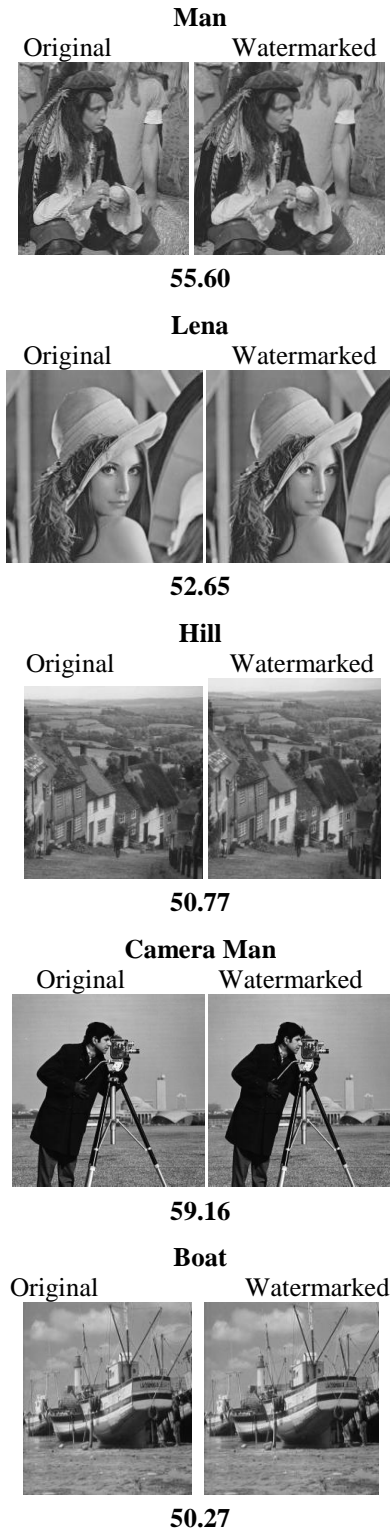 Man
Original Watermarked
55.60
Lena
Original Watermarked
52.65
Hill
Original Watermarked
50.77
Camera Man
Original Watermarked
59.16
Boat
Original Watermarked
50.27